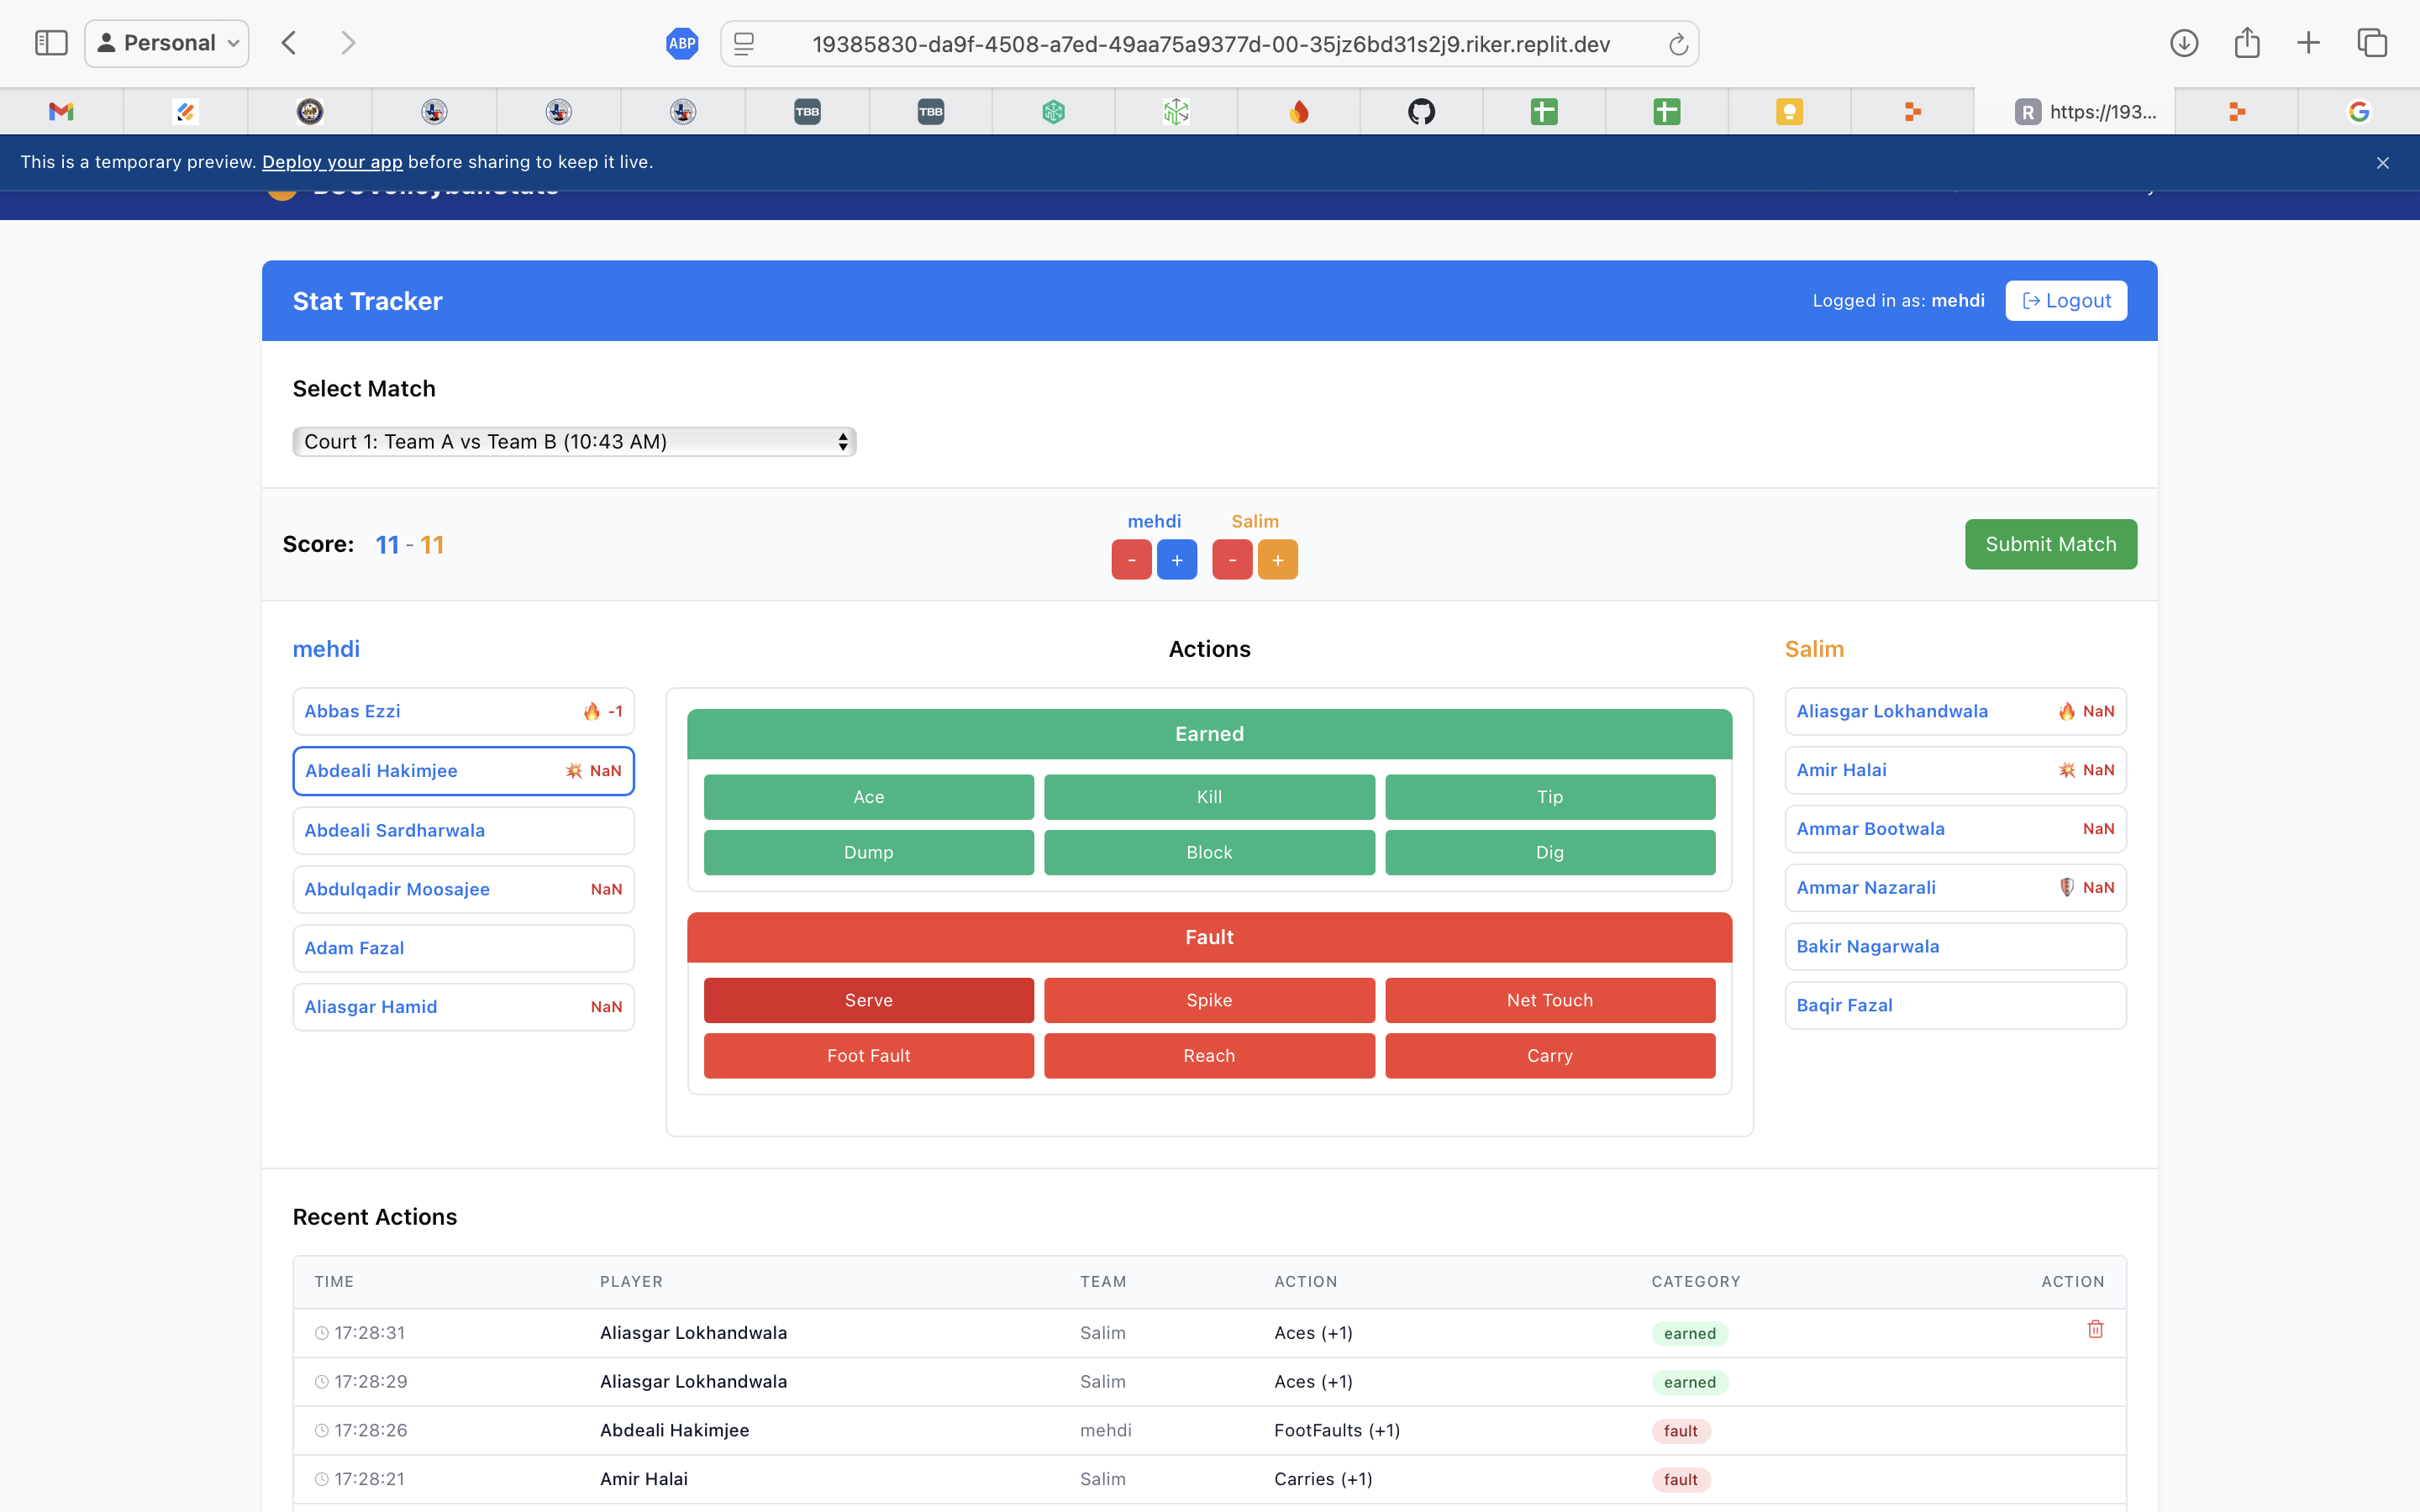 Personal
ABP
19385830-da9f-4508-a7ed-49aa75a9377d-00-35jz6bd31s2j9.riker.replit.dev
TBB
TBB
R https://193...
This is a temporary preview. Deploy your app before sharing to keep it live.
Stat Tracker
Logged in as: mehdi
Logout
Select Match
Court 1: Team A vs Team B (10:43 AM)
Score: 11 - 11
mehdi
- +
Salim
- +
Submit Match
mehdi
Abbas Ezzi 🔥 -1
Abdeali Hakimjee 💥 NaN
Abdeali Sardharwala
Abdulqadir Moosajee NaN
Adam Fazal
Aliasgar Hamid NaN
Actions
Earned
Ace Kill Tip
Dump Block Dig
Fault
Serve Spike Net Touch
Foot Fault Reach Carry
Salim
Aliasgar Lokhandwala 🔥 NaN
Amir Halai 💥 NaN
Ammar Bootwala NaN
Ammar Nazarali NaN
Bakir Nagarwala
Baqir Fazal
Recent Actions
TIME PLAYER TEAM ACTION CATEGORY ACTION
17:28:31 Aliasgar Lokhandwala Salim Aces (+1) earned
17:28:29 Aliasgar Lokhandwala Salim Aces (+1) earned
17:28:26 Abdeali Hakimjee mehdi FootFaults (+1) fault
17:28:21 Amir Halai Salim Carries (+1) fault